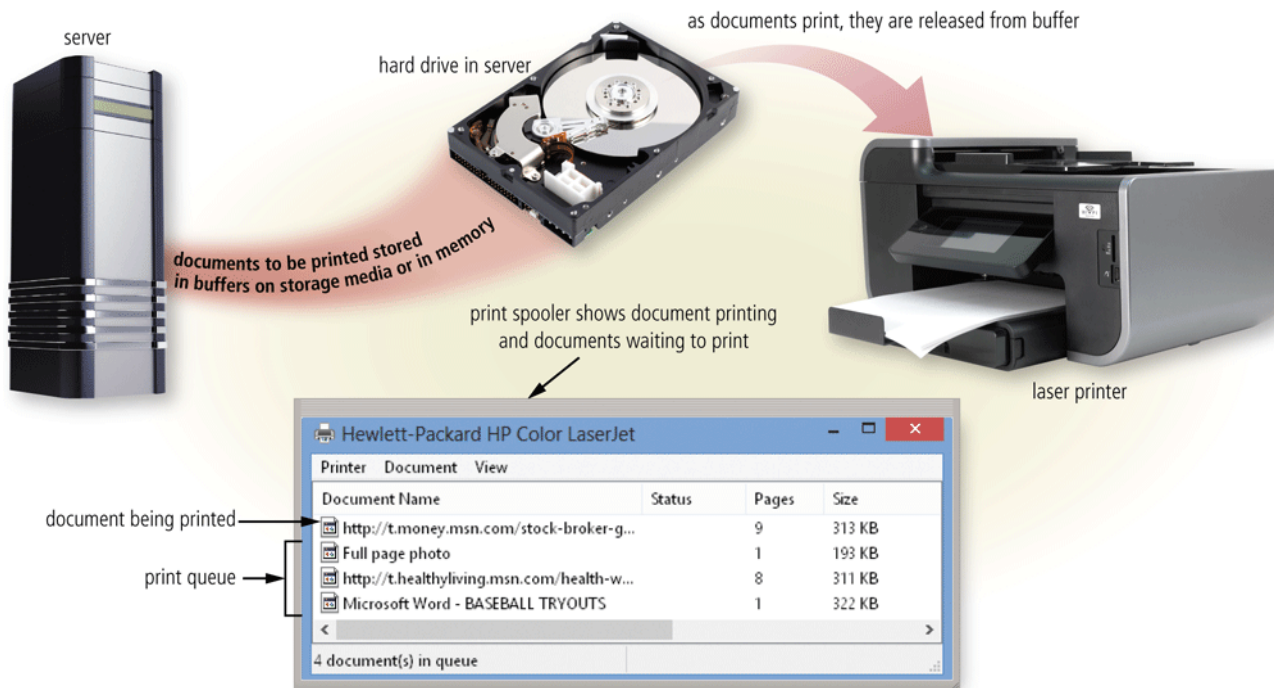 server
hard drive in server
as documents print, they are released from buffer
documents to be printed stored
in buffers on storage media or in memory
print spooler shows document printing
and documents waiting to print
laser printer
Hewlett-Packard HP Color LaserJet
Printer Document View
Document Name Status Pages Size
document being printed
http://t.money.msn.com/stock-broker-g... 9 313 KB
Full page photo 1 193 KB
print queue
http://t.healthyliving.msn.com/health-w... 8 311 KB
Microsoft Word - BASEBALL TRYOUTS 1 322 KB
4 document(s) in queue